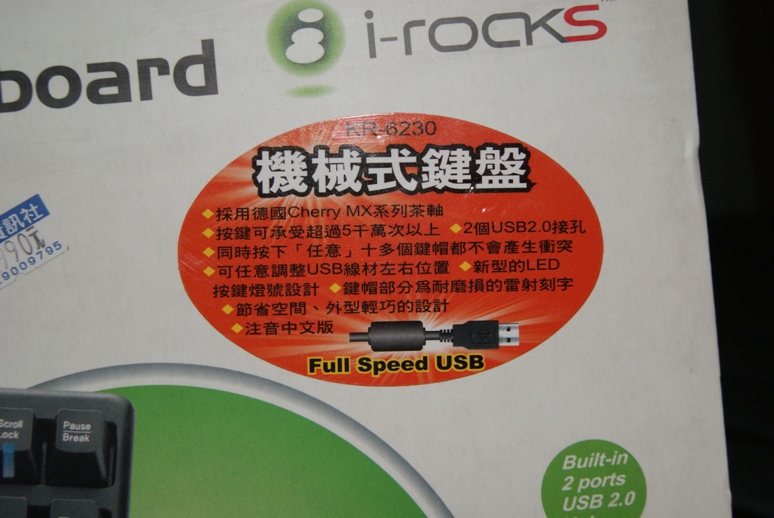 i-rocks
board
KR-6230
機械式鍵盤
◆採用德國Cherry MX系列茶軸
◆按鍵可承受超過5千萬次以上 ◆2個USB2.0接孔
◆同時按下「任意」十多個鍵帽都不會產生衝突
◆可任意調整USB線材左右位置 ◆新型的LED
按鍵燈號設計 ◆鍵帽部分為耐磨損的雷射刻字
◆節省空間、外型輕巧的設計
◆注音中文版
Full Speed USB
訊社
990元
9009795
Scroll
Lock
Pause
Break
Built-in
2 ports
USB 2.0